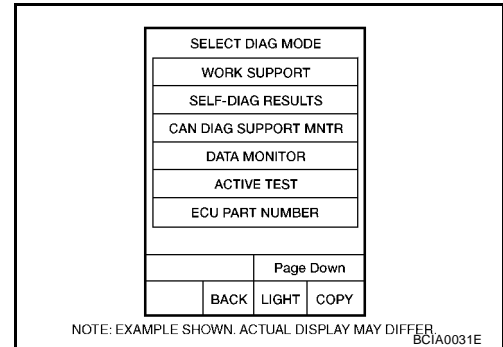 SELECT DIAG MODE
WORK SUPPORT
SELF-DIAG RESULTS
CAN DIAG SUPPORT MNTR
DATA MONITOR
ACTIVE TEST
ECU PART NUMBER
Page Down
BACK LIGHT COPY
NOTE: EXAMPLE SHOWN. ACTUAL DISPLAY MAY DIFFER.
BCIA0031E